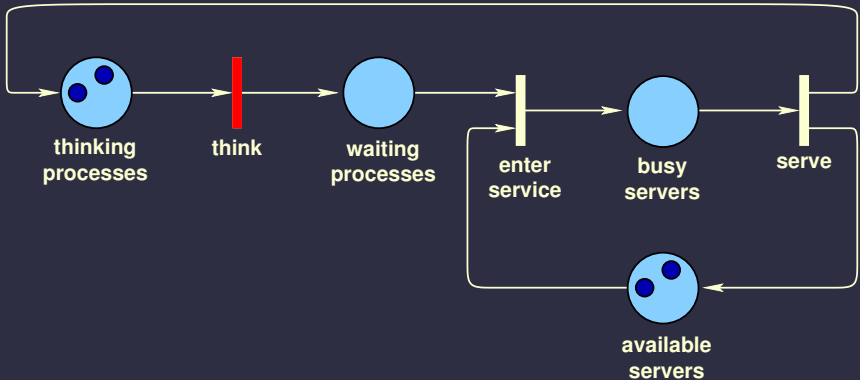 thinking
processes
think
waiting
processes
enter
service
busy
servers
serve
available
servers